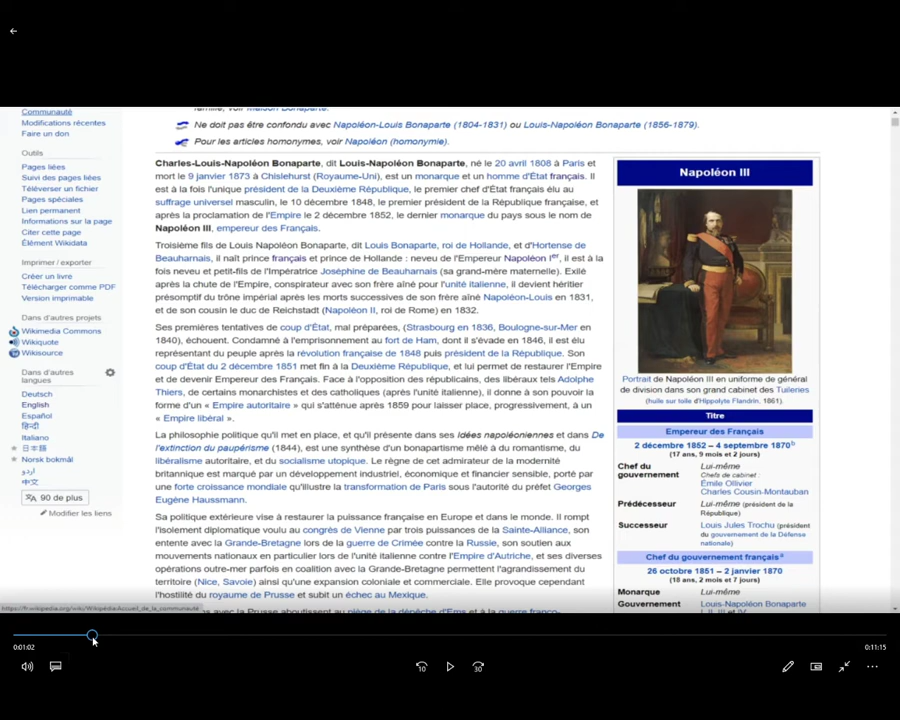 ←
famille, voir Maison Bonaparte.
Ne doit pas être confondu avec Napoléon-Louis Bonaparte (1804-1831) ou Louis-Napoléon Bonaparte (1856-1879).
Pour les articles homonymes, voir Napoléon (homonymie).
Communauté
Modifications récentes
Faire un don
Outils
Pages liées
Suivi des pages liées
Téléverser un fichier
Pages spéciales
Lien permanent
Informations sur la page
Citer cette page
Élément Wikidata
Imprimer / exporter
Créer un livre
Télécharger comme PDF
Version imprimable
Dans d'autres projets
Wikimedia Commons
Wikiquote
Wikisource
Dans d'autres
langues
Deutsch
English
Español
हिन्दी
Italiano
日本語
Norsk bokmål
اردو
中文
90 de plus
Modifier les liens
Charles-Louis-Napoléon Bonaparte, dit Louis-Napoléon Bonaparte, né le 20 avril 1808 à Paris et
mort le 9 janvier 1873 à Chislehurst (Royaume-Uni), est un monarque et un homme d'État français. Il
est à la fois l'unique président de la Deuxième République, le premier chef d'État français élu au
suffrage universel masculin, le 10 décembre 1848, le premier président de la République française, et
après la proclamation de l'Empire le 2 décembre 1852, le dernier monarque du pays sous le nom de
Napoléon III, empereur des Français.
Troisième fils de Louis Napoléon Bonaparte, dit Louis Bonaparte, roi de Hollande, et d'Hortense de
Beauharnais, il naît prince français et prince de Hollande : neveu de l'Empereur Napoléon Ier, il est à la
fois neveu et petit-fils de l'Impératrice Joséphine de Beauharnais (sa grand-mère maternelle). Exilé
après la chute de l'Empire, conspirateur avec son frère aîné pour l'unité italienne, il devient héritier
présomptif du trône impérial après les morts successives de son frère aîné Napoléon-Louis en 1831,
et de son cousin le duc de Reichstadt (Napoléon II, roi de Rome) en 1832.
Ses premières tentatives de coup d'État, mal préparées, (Strasbourg en 1836, Boulogne-sur-Mer en
1840), échouent. Condamné à l'emprisonnement au fort de Ham, dont il s'évade en 1846, il est élu
représentant du peuple après la révolution française de 1848 puis président de la République. Son
coup d'État du 2 décembre 1851 met fin à la Deuxième République, et lui permet de restaurer l'Empire
et de devenir Empereur des Français. Face à l'opposition des républicains, des libéraux tels Adolphe
Thiers, de certains monarchistes et des catholiques (après l'unité italienne), il donne à son pouvoir la
forme d'un « Empire autoritaire » qui s'atténue après 1859 pour laisser place, progressivement, à un
« Empire libéral ».
La philosophie politique qu'il met en place, et qu'il présente dans ses Idées napoléoniennes et dans De
l'extinction du paupérisme (1844), est une synthèse d'un bonapartisme mêlé à du romantisme, du
libéralisme autoritaire, et du socialisme utopique. Le règne de cet admirateur de la modernité
britannique est marqué par un développement industriel, économique et financier sensible, porté par
une forte croissance mondiale qu'illustre la transformation de Paris sous l'autorité du préfet Georges
Eugène Haussmann.
Sa politique extérieure vise à restaurer la puissance française en Europe et dans le monde. Il rompt
l'isolement diplomatique voulu au congrès de Vienne par trois puissances de la Sainte-Alliance, son
entente avec la Grande-Bretagne lors de la guerre de Crimée contre la Russie, son soutien aux
mouvements nationaux en particulier lors de l'unité italienne contre l'Empire d'Autriche, et ses diverses
opérations outre-mer parfois en coalition avec la Grande-Bretagne permettent l'agrandissement du
territoire (Nice, Savoie) ainsi qu'une expansion coloniale et commerciale. Elle provoque cependant
l'hostilité du royaume de Prusse et subit un échec au Mexique.
avec la Prusse aboutissent au piège de la dépêche d'Ems et à la guerre franco-
Napoléon III
Portrait de Napoléon III en uniforme de général
de division dans son grand cabinet des Tuileries
(huile sur toile d'Hippolyte Flandrin, 1861).
Titre
Empereur des Français
2 décembre 1852 – 4 septembre 1870b
(17 ans, 9 mois et 2 jours)
Chef du gouvernement Lui-même
Chefs de cabinet :
Émile Ollivier
Charles Cousin-Montauban
Prédécesseur Lui-même (président de la
République)
Successeur Louis Jules Trochu (président
du gouvernement de la Défense
nationale)
Chef du gouvernement français
26 octobre 1851 – 2 janvier 1870
(18 ans, 2 mois et 7 jours)
Monarque Lui-même
Gouvernement Louis-Napoléon Bonaparte
https://fr.wikipedia.org/wiki/Wikipédia:Accueil_de_la_communauté
0:01:02
0:11:15
10
30